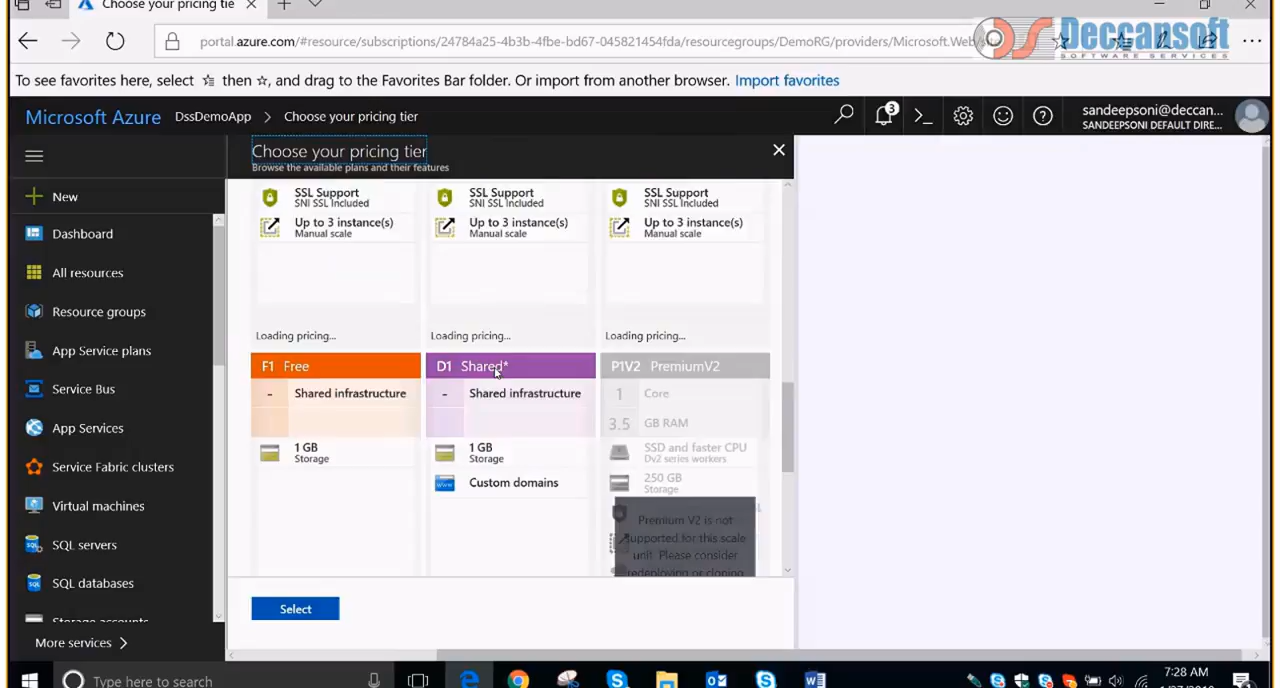 Choose your pricing tie
portal.azure.com/#resource/subscriptions/24784a25-4b3b-4fbe-bd67-045821454fda/resourcegroups/DemoRG/providers/Microsoft.Web/
Deccansoft
SOFTWARE SERVICES
To see favorites here, select then , and drag to the Favorites Bar folder. Or import from another browser. Import favorites
Microsoft Azure DssDemoApp > Choose your pricing tier
3
sandeepsoni@deccan...
SANDEEPSONI DEFAULT DIRE...
Choose your pricing tier
Browse the available plans and their features
New
Dashboard
All resources
Resource groups
App Service plans
Service Bus
App Services
Service Fabric clusters
Virtual machines
SQL servers
SQL databases
Storage accounts
More services >
SSL Support SSL Support SSL Support
SNI SSL Included SNI SSL Included SNI SSL Included
Up to 3 instance(s) Up to 3 instance(s) Up to 3 instance(s)
Manual scale Manual scale Manual scale
Loading pricing... Loading pricing... Loading pricing...
F1 Free D1 Shared* P1V2 PremiumV2
- Shared infrastructure - Shared infrastructure 1 Core
3.5 GB RAM
1 GB 1 GB SSD and faster CPU
Storage Storage Dv2 series workers
Custom domains 250 GB
Storage
Premium V2 is not
supported for this scale
unit. Please consider
redeploying or cloning
Select
Type here to search
7:28 AM